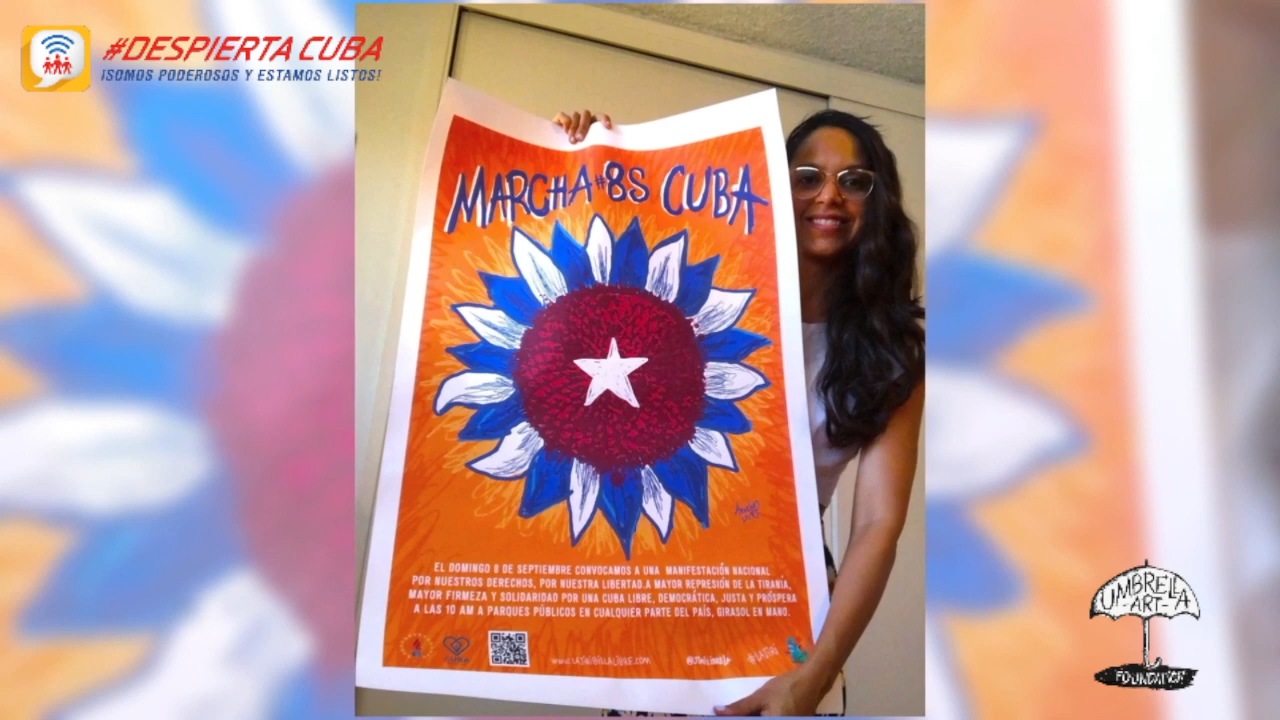 #DESPIERTA CUBA
¡SOMOS PODEROSOS Y ESTAMOS LISTOS!
MARCHA #8S CUBA
EL DOMINGO 8 DE SEPTIEMBRE CONVOCAMOS A UNA MANIFESTACIÓN NACIONAL
POR NUESTROS DERECHOS, POR NUESTRA LIBERTAD.A MAYOR REPRESIÓN DE LA TIRANÍA,
MAYOR FIRMEZA Y SOLIDARIDAD POR UNA CUBA LIBRE, DEMOCRÁTICA, JUSTA Y PRÓSPERA
A LAS 10 AM A PARQUES PÚBLICOS EN CUALQUIER PARTE DEL PAÍS, GIRASOL EN MANO.
UMBRELLA
-ART-
FOUNDATION